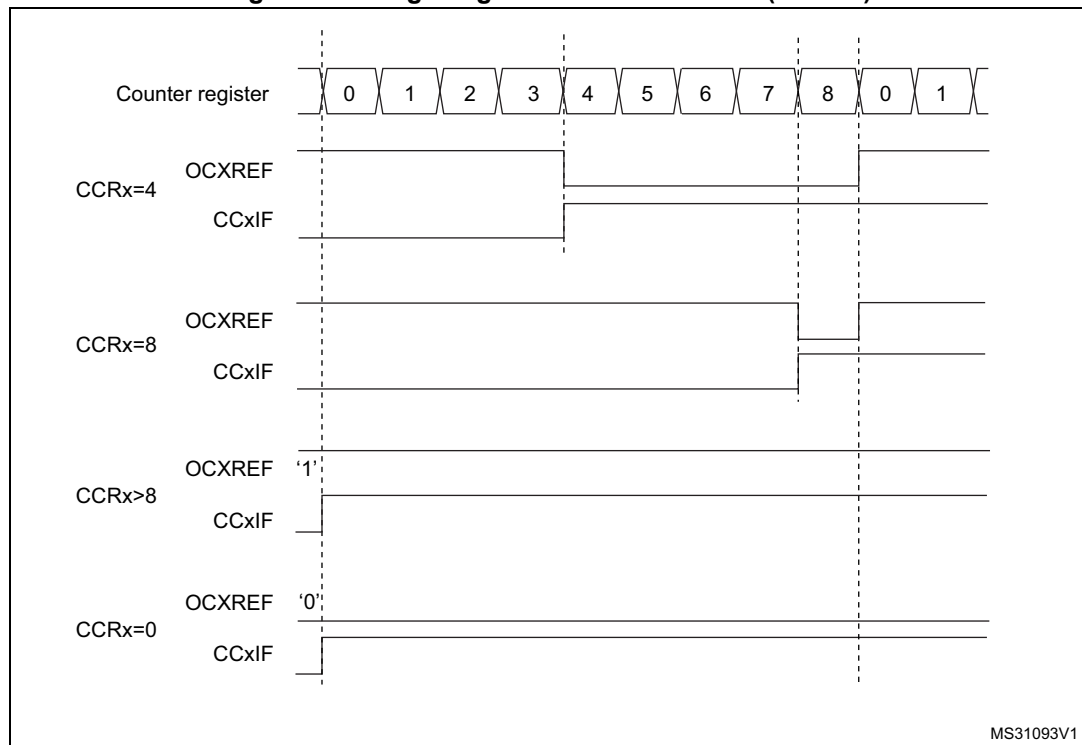 Counter register 0 1 2 3 4 5 6 7 8 0 1
OCXREF
CCRx=4
CCxIF
OCXREF
CCRx=8
CCxIF
OCXREF '1'
CCRx>8
CCxIF
OCXREF '0'
CCRx=0
CCxIF
MS31093V1